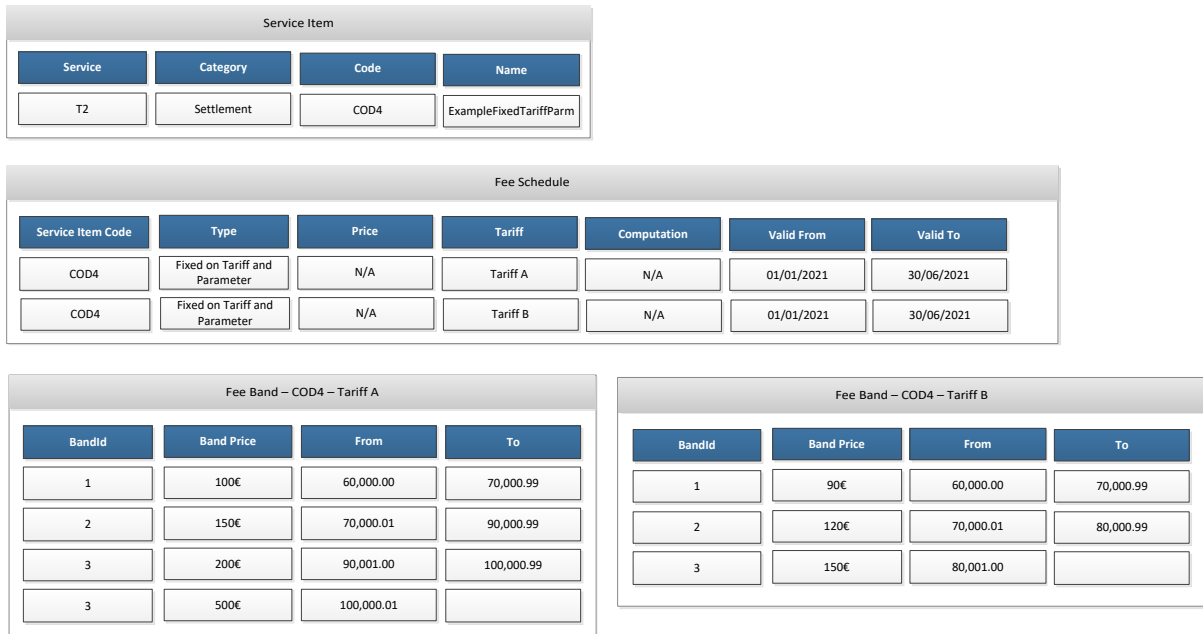 Service Item
Service Category Code Name
T2 Settlement COD4 ExampleFixedTariffParm
Fee Schedule
Service Item Code Type Price Tariff Computation Valid From Valid To
COD4 Fixed on Tariff and Parameter N/A Tariff A N/A 01/01/2021 30/06/2021
COD4 Fixed on Tariff and Parameter N/A Tariff B N/A 01/01/2021 30/06/2021
Fee Band – COD4 – Tariff A
BandId Band Price From To
1 100€ 60,000.00 70,000.99
2 150€ 70,000.01 90,000.99
3 200€ 90,001.00 100,000.99
3 500€ 100,000.01
Fee Band – COD4 – Tariff B
BandId Band Price From To
1 90€ 60,000.00 70,000.99
2 120€ 70,000.01 80,000.99
3 150€ 80,001.00